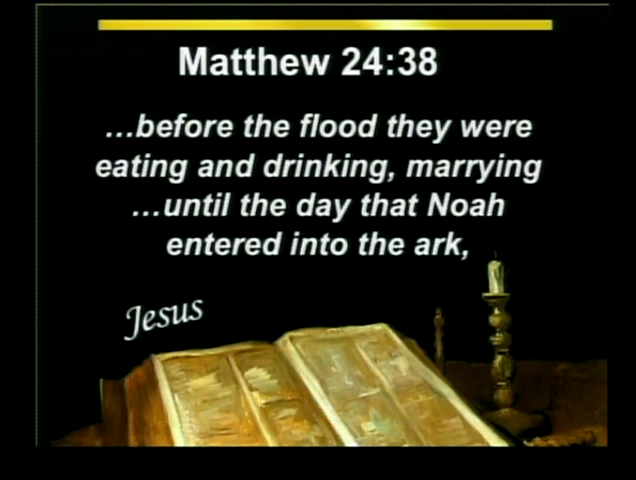 Matthew 24:38
...before the flood they were
eating and drinking, marrying
...until the day that Noah
entered into the ark,
Jesus